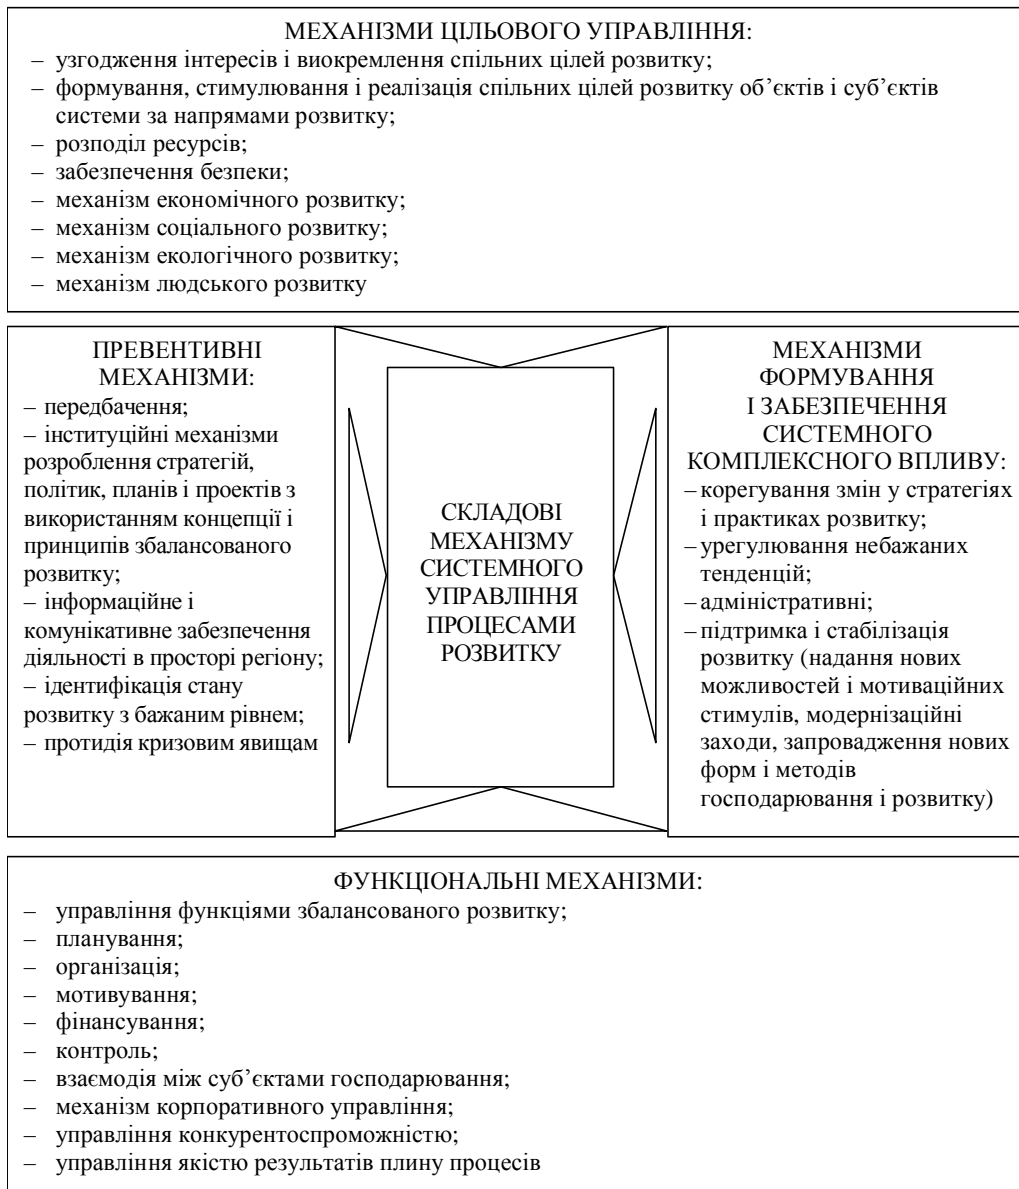 МЕХАНІЗМИ ЦІЛЬОВОГО УПРАВЛІННЯ:
– узгодження інтересів і виокремлення спільних цілей розвитку;
– формування, стимулювання і реалізація спільних цілей розвитку об’єктів і суб’єктів
системи за напрямами розвитку;
– розподіл ресурсів;
– забезпечення безпеки;
– механізм економічного розвитку;
– механізм соціального розвитку;
– механізм екологічного розвитку;
– механізм людського розвитку
ПРЕВЕНТИВНІ
МЕХАНІЗМИ:
– передбачення;
– інституційні механізми
розроблення стратегій,
політик, планів і проектів з
використанням концепції і
принципів збалансованого
розвитку;
– інформаційне і
комунікативне забезпечення
діяльності в просторі регіону;
– ідентифікація стану
розвитку з бажаним рівнем;
– протидія кризовим явищам
СКЛАДОВІ
МЕХАНІЗМУ
СИСТЕМНОГО
УПРАВЛІННЯ
ПРОЦЕСАМИ
РОЗВИТКУ
МЕХАНІЗМИ
ФОРМУВАННЯ
І ЗАБЕЗПЕЧЕННЯ
СИСТЕМНОГО
КОМПЛЕКСНОГО ВПЛИВУ:
– корегування змін у стратегіях
і практиках розвитку;
– урегулювання небажаних
тенденцій;
– адміністративні;
– підтримка і стабілізація
розвитку (надання нових
можливостей і мотиваційних
стимулів, модернізаційні
заходи, запровадження нових
форм і методів
господарювання і розвитку)
ФУНКЦІОНАЛЬНІ МЕХАНІЗМИ:
– управління функціями збалансованого розвитку;
– планування;
– організація;
– мотивування;
– фінансування;
– контроль;
– взаємодія між суб’єктами господарювання;
– механізм корпоративного управління;
– управління конкурентоспроможністю;
– управління якістю результатів плину процесів